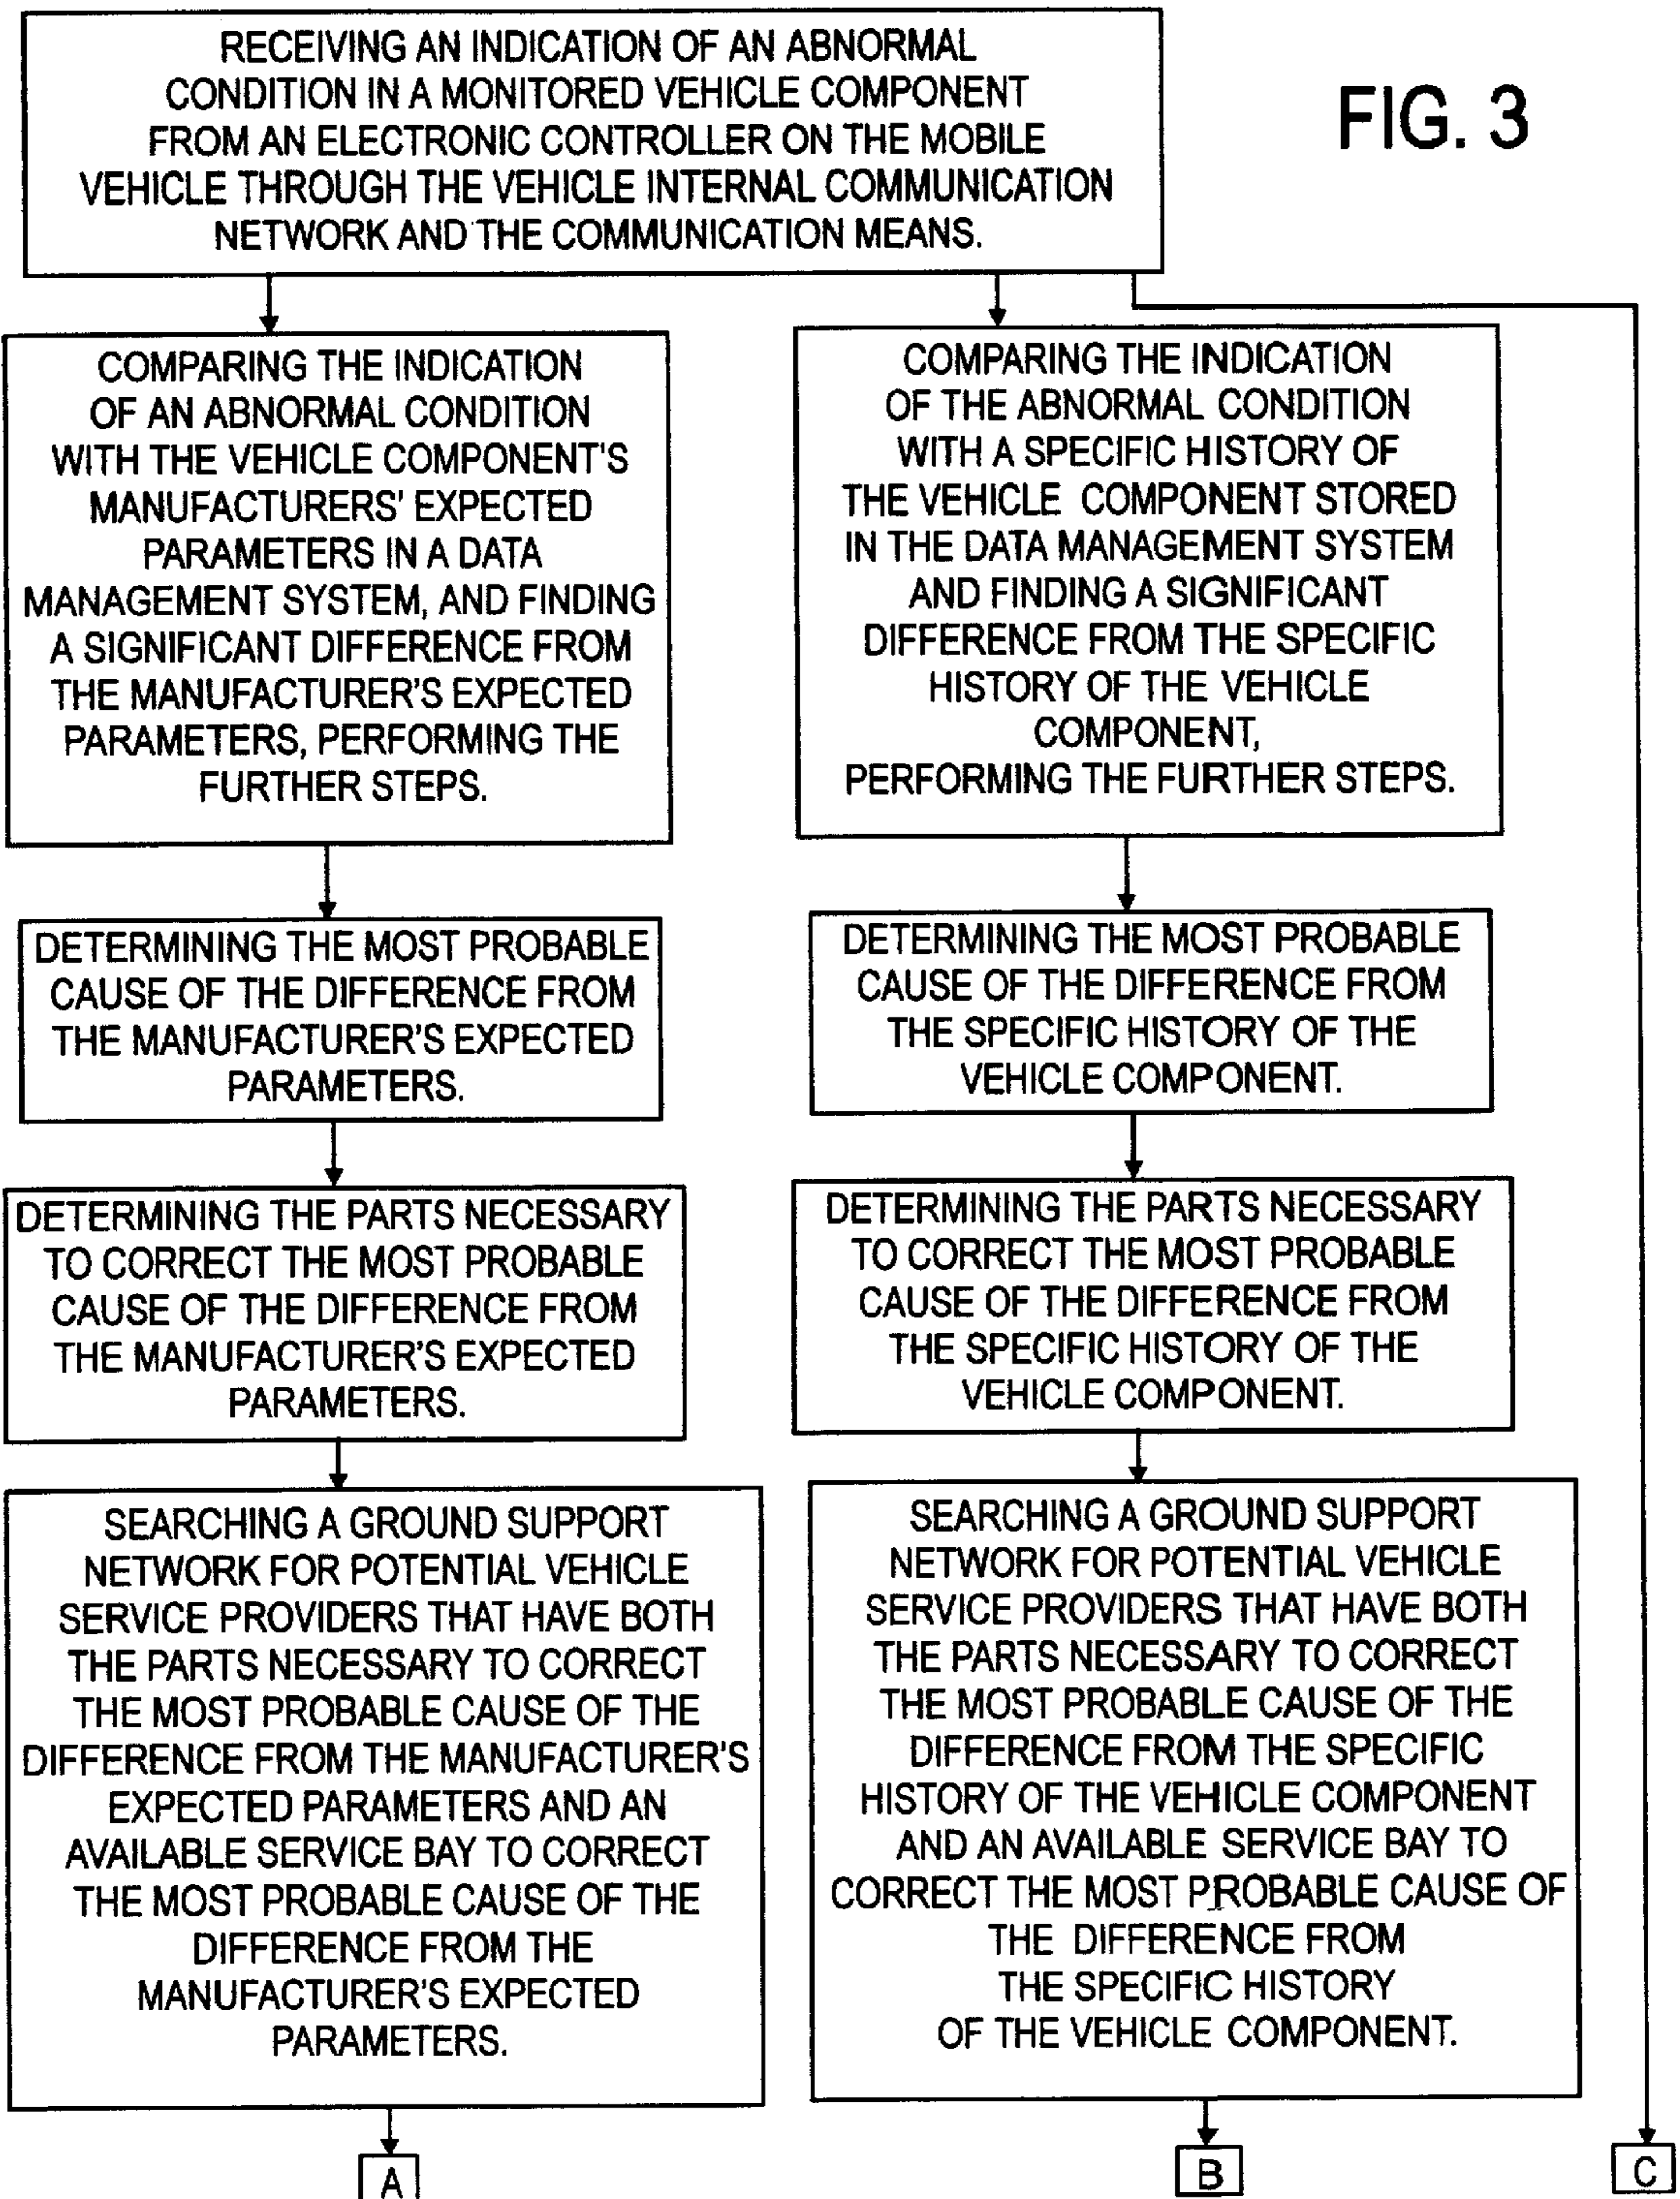 RECEIVING AN INDICATION OF AN ABNORMAL
CONDITION IN A MONITORED VEHICLE COMPONENT
FROM AN ELECTRONIC CONTROLLER ON THE MOBILE
VEHICLE THROUGH THE VEHICLE INTERNAL COMMUNICATION
NETWORK AND THE COMMUNICATION MEANS.
FIG. 3
COMPARING THE INDICATION
OF AN ABNORMAL CONDITION
WITH THE VEHICLE COMPONENT'S
MANUFACTURERS' EXPECTED
PARAMETERS IN A DATA
MANAGEMENT SYSTEM, AND FINDING
A SIGNIFICANT DIFFERENCE FROM
THE MANUFACTURER'S EXPECTED
PARAMETERS, PERFORMING THE
FURTHER STEPS.
DETERMINING THE MOST PROBABLE
CAUSE OF THE DIFFERENCE FROM
THE MANUFACTURER'S EXPECTED
PARAMETERS.
DETERMINING THE PARTS NECESSARY
TO CORRECT THE MOST PROBABLE
CAUSE OF THE DIFFERENCE FROM
THE MANUFACTURER'S EXPECTED
PARAMETERS.
SEARCHING A GROUND SUPPORT
NETWORK FOR POTENTIAL VEHICLE
SERVICE PROVIDERS THAT HAVE BOTH
THE PARTS NECESSARY TO CORRECT
THE MOST PROBABLE CAUSE OF THE
DIFFERENCE FROM THE MANUFACTURER'S
EXPECTED PARAMETERS AND AN
AVAILABLE SERVICE BAY TO CORRECT
THE MOST PROBABLE CAUSE OF THE
DIFFERENCE FROM THE
MANUFACTURER'S EXPECTED
PARAMETERS.
A
COMPARING THE INDICATION
OF THE ABNORMAL CONDITION
WITH A SPECIFIC HISTORY OF
THE VEHICLE COMPONENT STORED
IN THE DATA MANAGEMENT SYSTEM
AND FINDING A SIGNIFICANT
DIFFERENCE FROM THE SPECIFIC
HISTORY OF THE VEHICLE
COMPONENT,
PERFORMING THE FURTHER STEPS.
DETERMINING THE MOST PROBABLE
CAUSE OF THE DIFFERENCE FROM
THE SPECIFIC HISTORY OF THE
VEHICLE COMPONENT.
DETERMINING THE PARTS NECESSARY
TO CORRECT THE MOST PROBABLE
CAUSE OF THE DIFFERENCE FROM
THE SPECIFIC HISTORY OF THE
VEHICLE COMPONENT.
SEARCHING A GROUND SUPPORT
NETWORK FOR POTENTIAL VEHICLE
SERVICE PROVIDERS THAT HAVE BOTH
THE PARTS NECESSARY TO CORRECT
THE MOST PROBABLE CAUSE OF THE
DIFFERENCE FROM THE SPECIFIC
HISTORY OF THE VEHICLE COMPONENT
AND AN AVAILABLE SERVICE BAY TO
CORRECT THE MOST PROBABLE CAUSE OF
THE DIFFERENCE FROM
THE SPECIFIC HISTORY
OF THE VEHICLE COMPONENT.
B
C